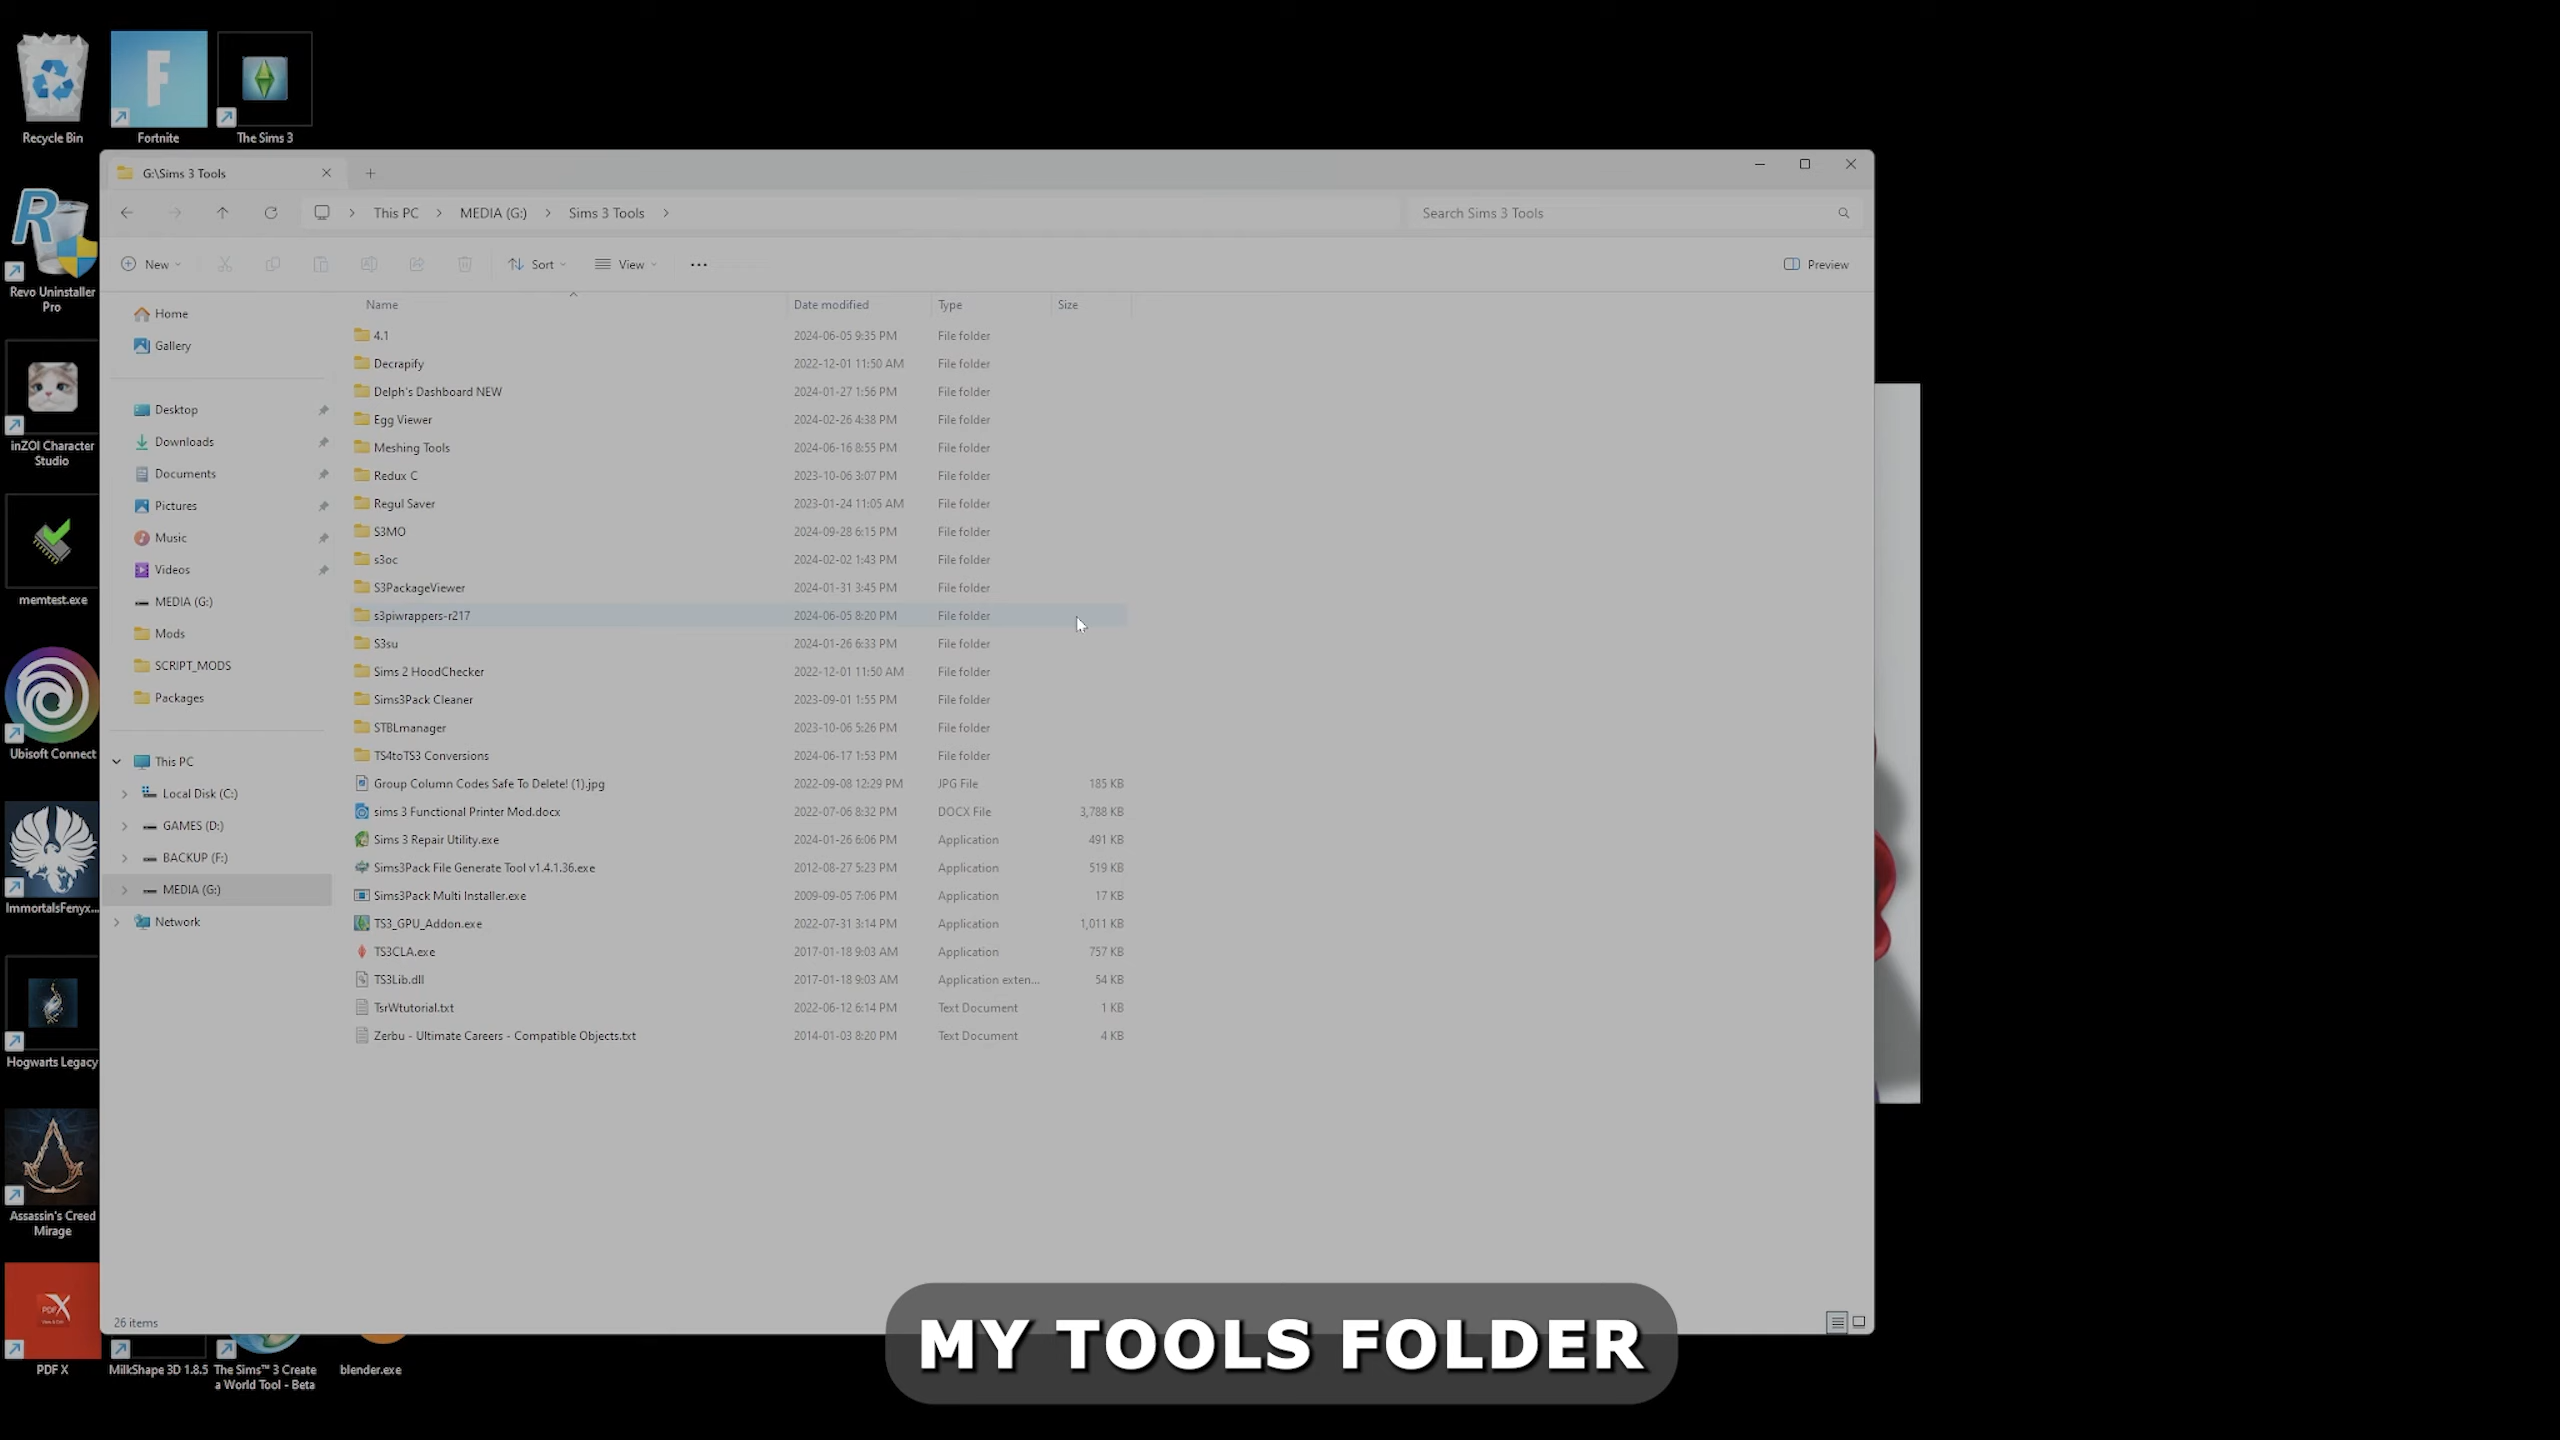 Recycle Bin
Fortnite
The Sims 3
G:\Sims 3 Tools
This PC > MEDIA (G:) > Sims 3 Tools >
Search Sims 3 Tools
New
Sort
View
Preview
Revo Uninstaller
Pro
inZOI Character
Studio
memtest.exe
Ubisoft Connect
ImmortalsFenyx...
Hogwarts Legacy
Assassin's Creed
Mirage
PDF X
PDF X
Home
Gallery
Desktop
Downloads
Documents
Pictures
Music
Videos
MEDIA (G:)
Mods
SCRIPT_MODS
Packages
This PC
Local Disk (C:)
GAMES (D:)
BACKUP (F:)
MEDIA (G:)
Network
Name Date modified Type Size
4.1 2024-06-05 9:35 PM File folder
Decrapify 2022-12-01 11:50 AM File folder
Delph's Dashboard NEW 2024-01-27 1:56 PM File folder
Egg Viewer 2024-02-26 4:38 PM File folder
Meshing Tools 2024-06-16 8:55 PM File folder
Redux C 2023-10-06 3:07 PM File folder
Regul Saver 2023-01-24 11:05 AM File folder
S3MO 2024-09-28 6:15 PM File folder
s3oc 2024-02-02 1:43 PM File folder
S3PackageViewer 2024-01-31 3:45 PM File folder
s3piwrappers-r217 2024-06-05 8:20 PM File folder
S3su 2024-01-26 6:33 PM File folder
Sims 2 HoodChecker 2022-12-01 11:50 AM File folder
Sims3Pack Cleaner 2023-09-01 1:55 PM File folder
STBLmanager 2023-10-06 5:26 PM File folder
TS4toTS3 Conversions 2024-06-17 1:53 PM File folder
Group Column Codes Safe To Delete! (1).jpg 2022-09-08 12:29 PM JPG File 185 KB
sims 3 Functional Printer Mod.docx 2022-07-06 8:32 PM DOCX File 3,788 KB
Sims 3 Repair Utility.exe 2024-01-26 6:06 PM Application 491 KB
Sims3Pack File Generate Tool v1.4.1.36.exe 2012-08-27 5:23 PM Application 519 KB
Sims3Pack Multi Installer.exe 2009-09-05 7:06 PM Application 17 KB
TS3_GPU_Addon.exe 2022-07-31 3:14 PM Application 1,011 KB
TS3CLA.exe 2017-01-18 9:03 AM Application 757 KB
TS3Lib.dll 2017-01-18 9:03 AM Application exten... 54 KB
TsrWtutorial.txt 2022-06-12 6:14 PM Text Document 1 KB
Zerbu - Ultimate Careers - Compatible Objects.txt 2014-01-03 8:20 PM Text Document 4 KB
26 items
MilkShape 3D 1.8.5
The Sims™ 3 Create
a World Tool - Beta
blender.exe
MY TOOLS FOLDER